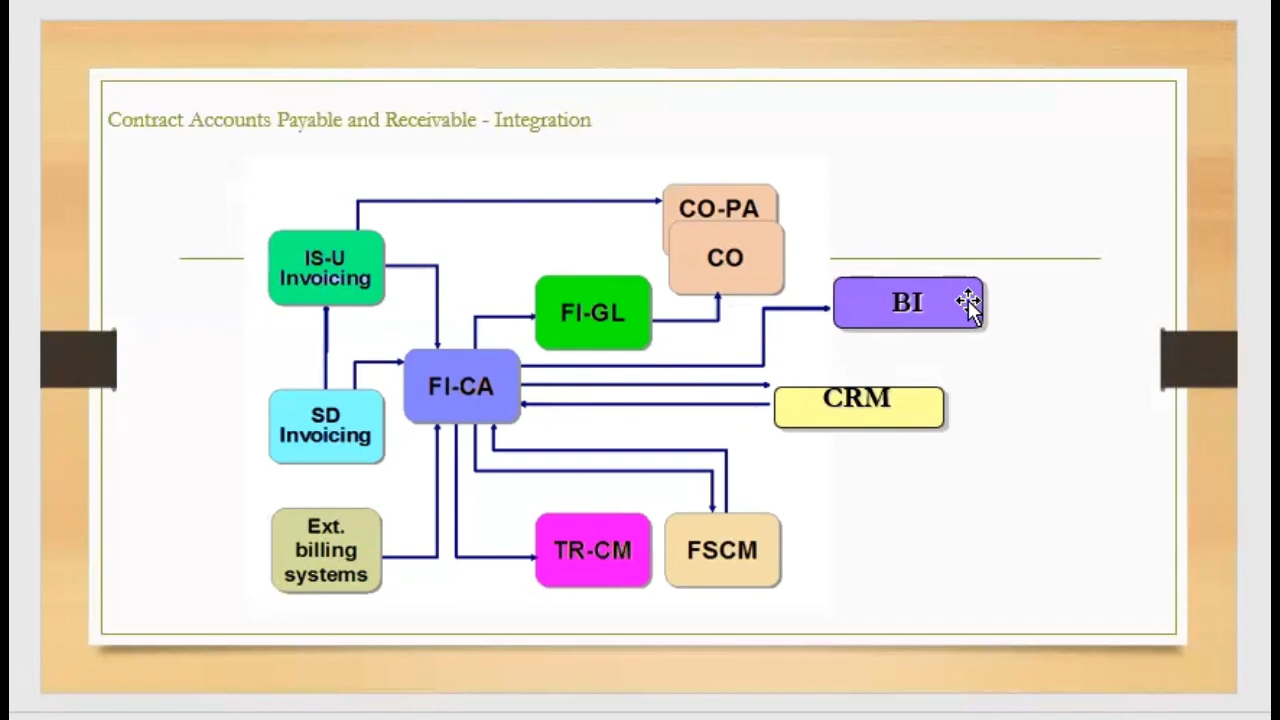 Contract Accounts Payable and Receivable - Integration
CO-PA
CO
IS-U
Invoicing
FI-GL
BI
FI-CA
CRM
SD
Invoicing
Ext.
billing
systems
TR-CM
FSCM